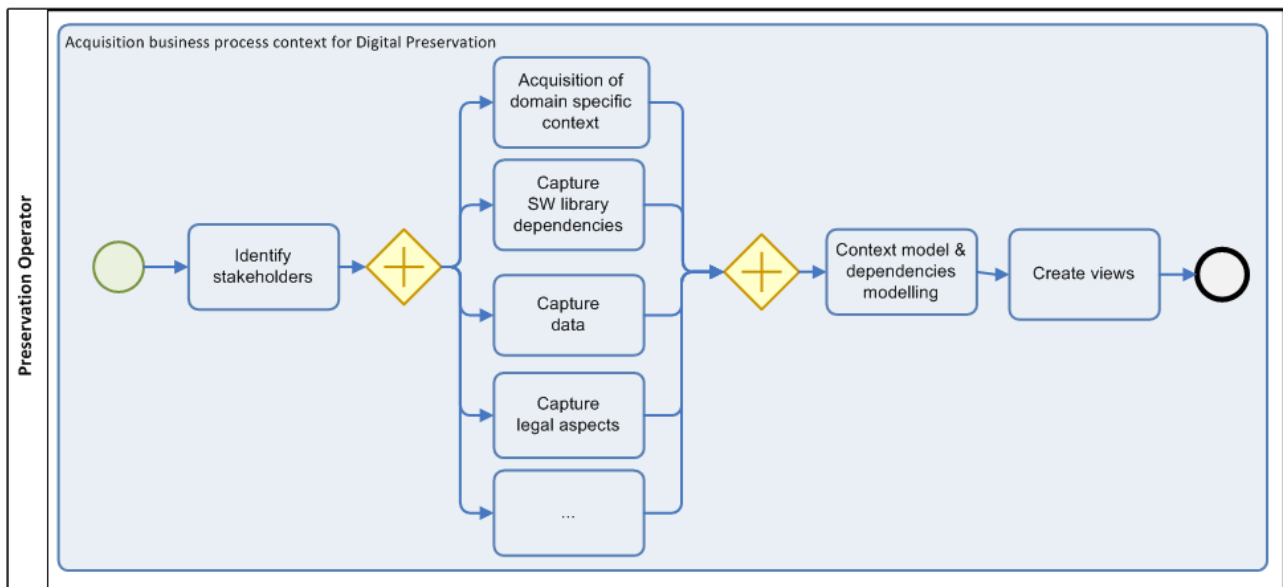 Preservation Operator
Acquisition business process context for Digital Preservation
Identify
stakeholders
Acquisition of
domain specific
context
Capture
SW library
dependencies
Capture
data
Capture
legal aspects
...
Context model &
dependencies
modelling
Create views